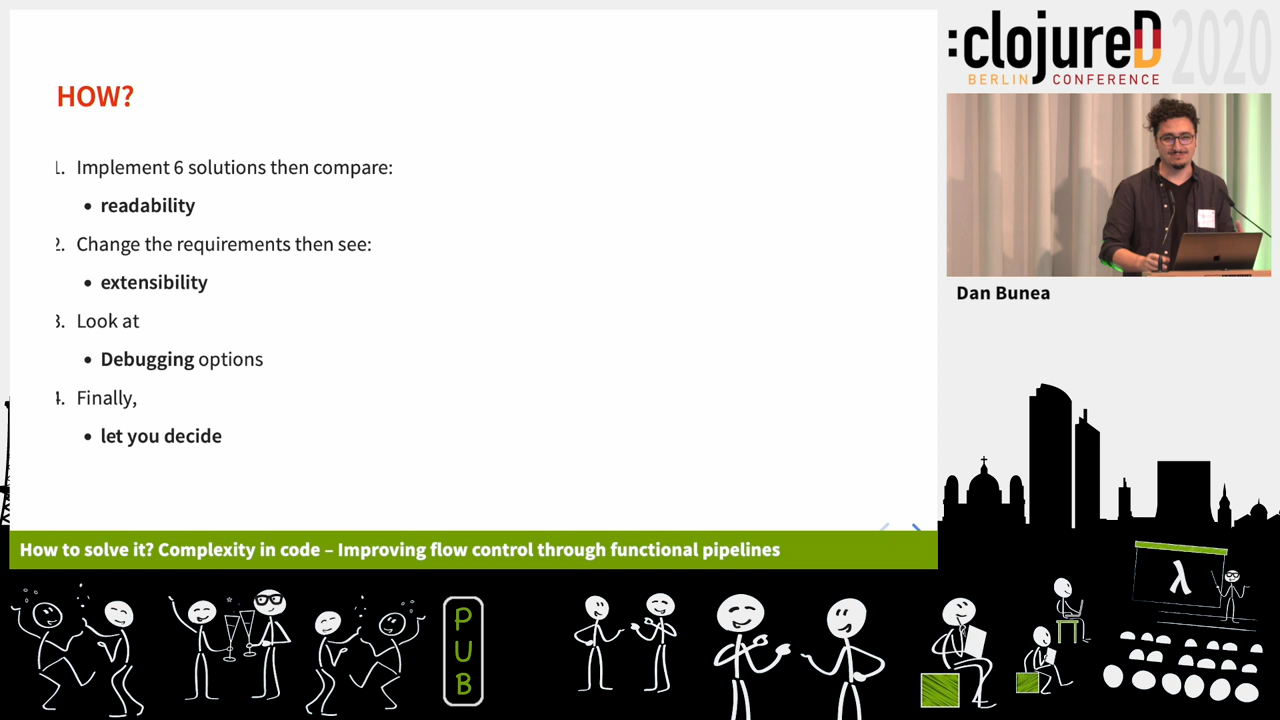 :clojureD 2020
BERLIN CONFERENCE
HOW?
1. Implement 6 solutions then compare:
• readability
2. Change the requirements then see:
• extensibility
3. Look at
• Debugging options
4. Finally,
• let you decide
Dan Bunea
How to solve it? Complexity in code – Improving flow control through functional pipelines
PUB
λ